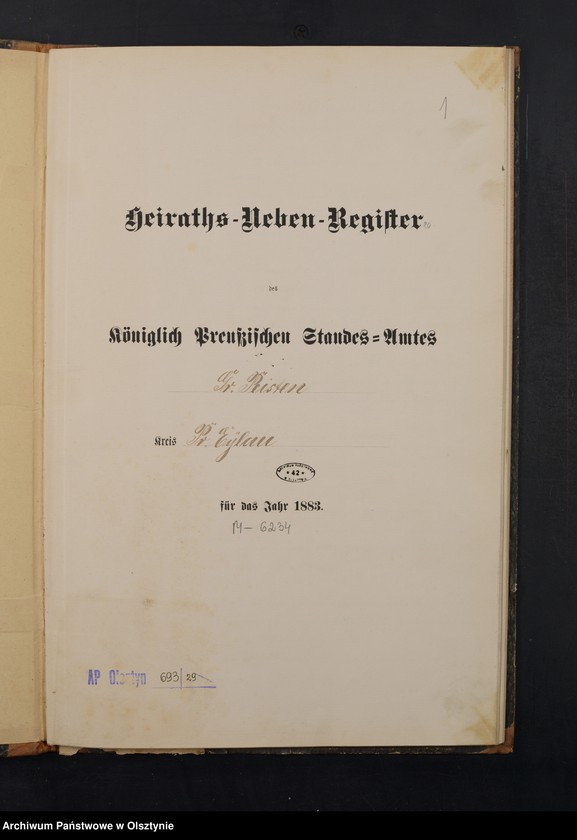 1
Heiraths-Neben-Register
des
Königlich Preußischen Standes-Amtes
Gr. Peisten
Kreis Pr. Eylau
* 42 *
für das Jahr 1883.
M- 6234
AP Olsztyn 693/29
Archiwum Państwowe w Olsztynie